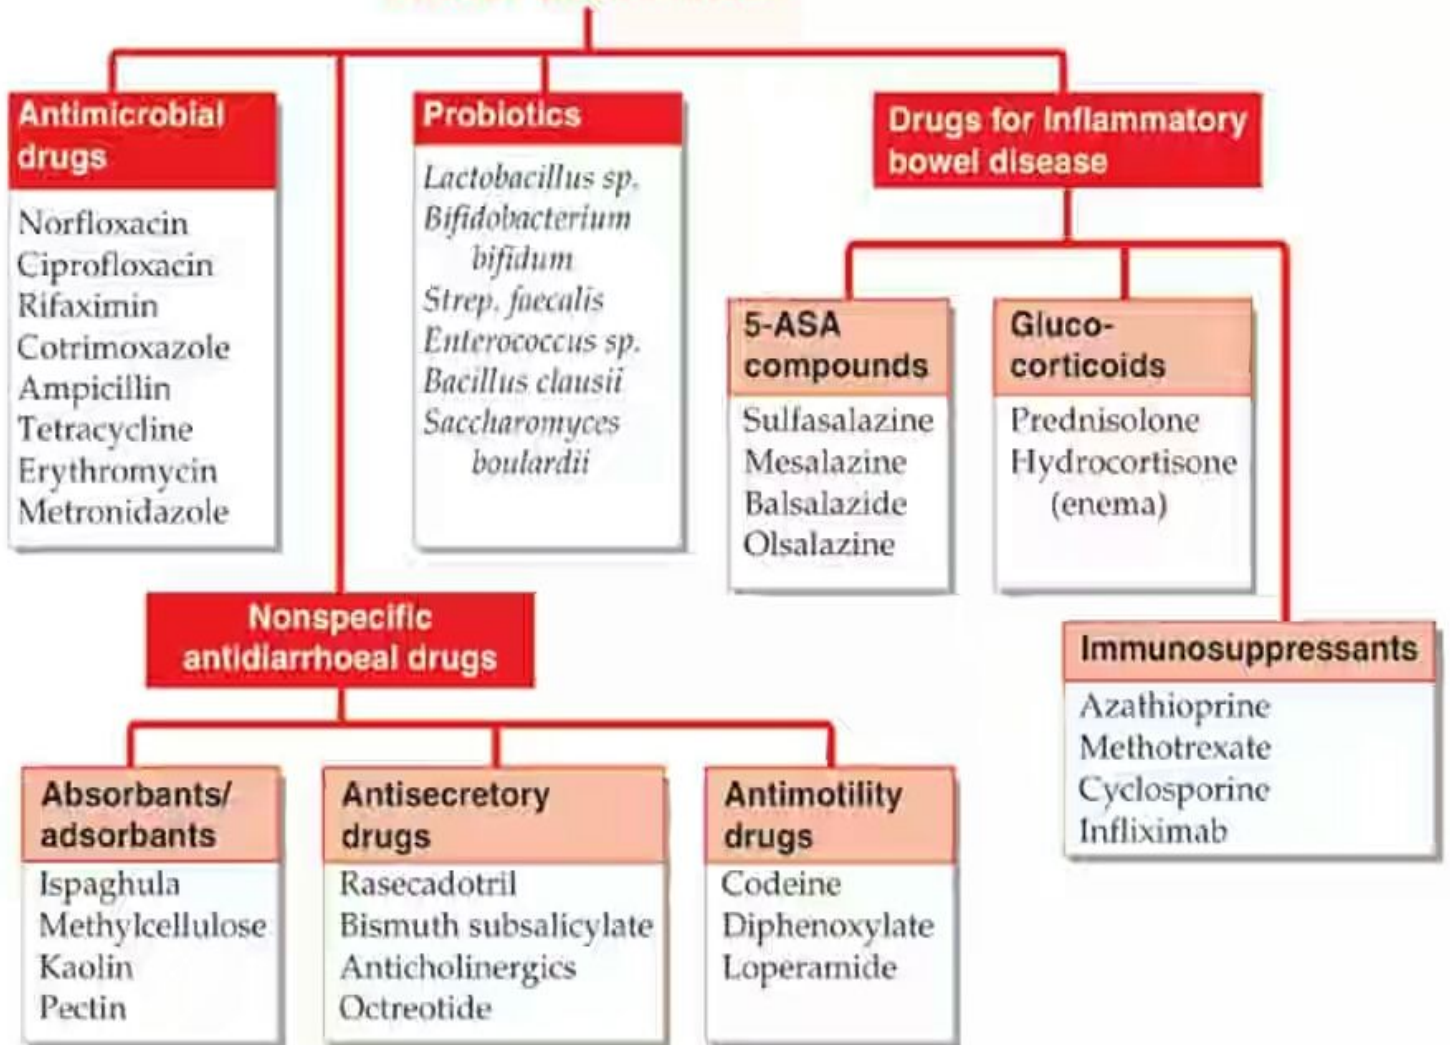 Antimicrobial
drugs
Norfloxacin
Ciprofloxacin
Rifaximin
Cotrimoxazole
Ampicillin
Tetracycline
Erythromycin
Metronidazole
Probiotics
Lactobacillus sp.
Bifidobacterium
bifidum
Strep. faecalis
Enterococcus sp.
Bacillus clausii
Saccharomyces
boulardii
Drugs for Inflammatory
bowel disease
5-ASA
compounds
Sulfasalazine
Mesalazine
Balsalazide
Olsalazine
Gluco-
corticoids
Prednisolone
Hydrocortisone
(enema)
Immunosuppressants
Azathioprine
Methotrexate
Cyclosporine
Infliximab
Nonspecific
antidiarrhoeal drugs
Absorbants/
adsorbants
Ispaghula
Methylcellulose
Kaolin
Pectin
Antisecretory
drugs
Rasecadotril
Bismuth subsalicylate
Anticholinergics
Octreotide
Antimotility
drugs
Codeine
Diphenoxylate
Loperamide